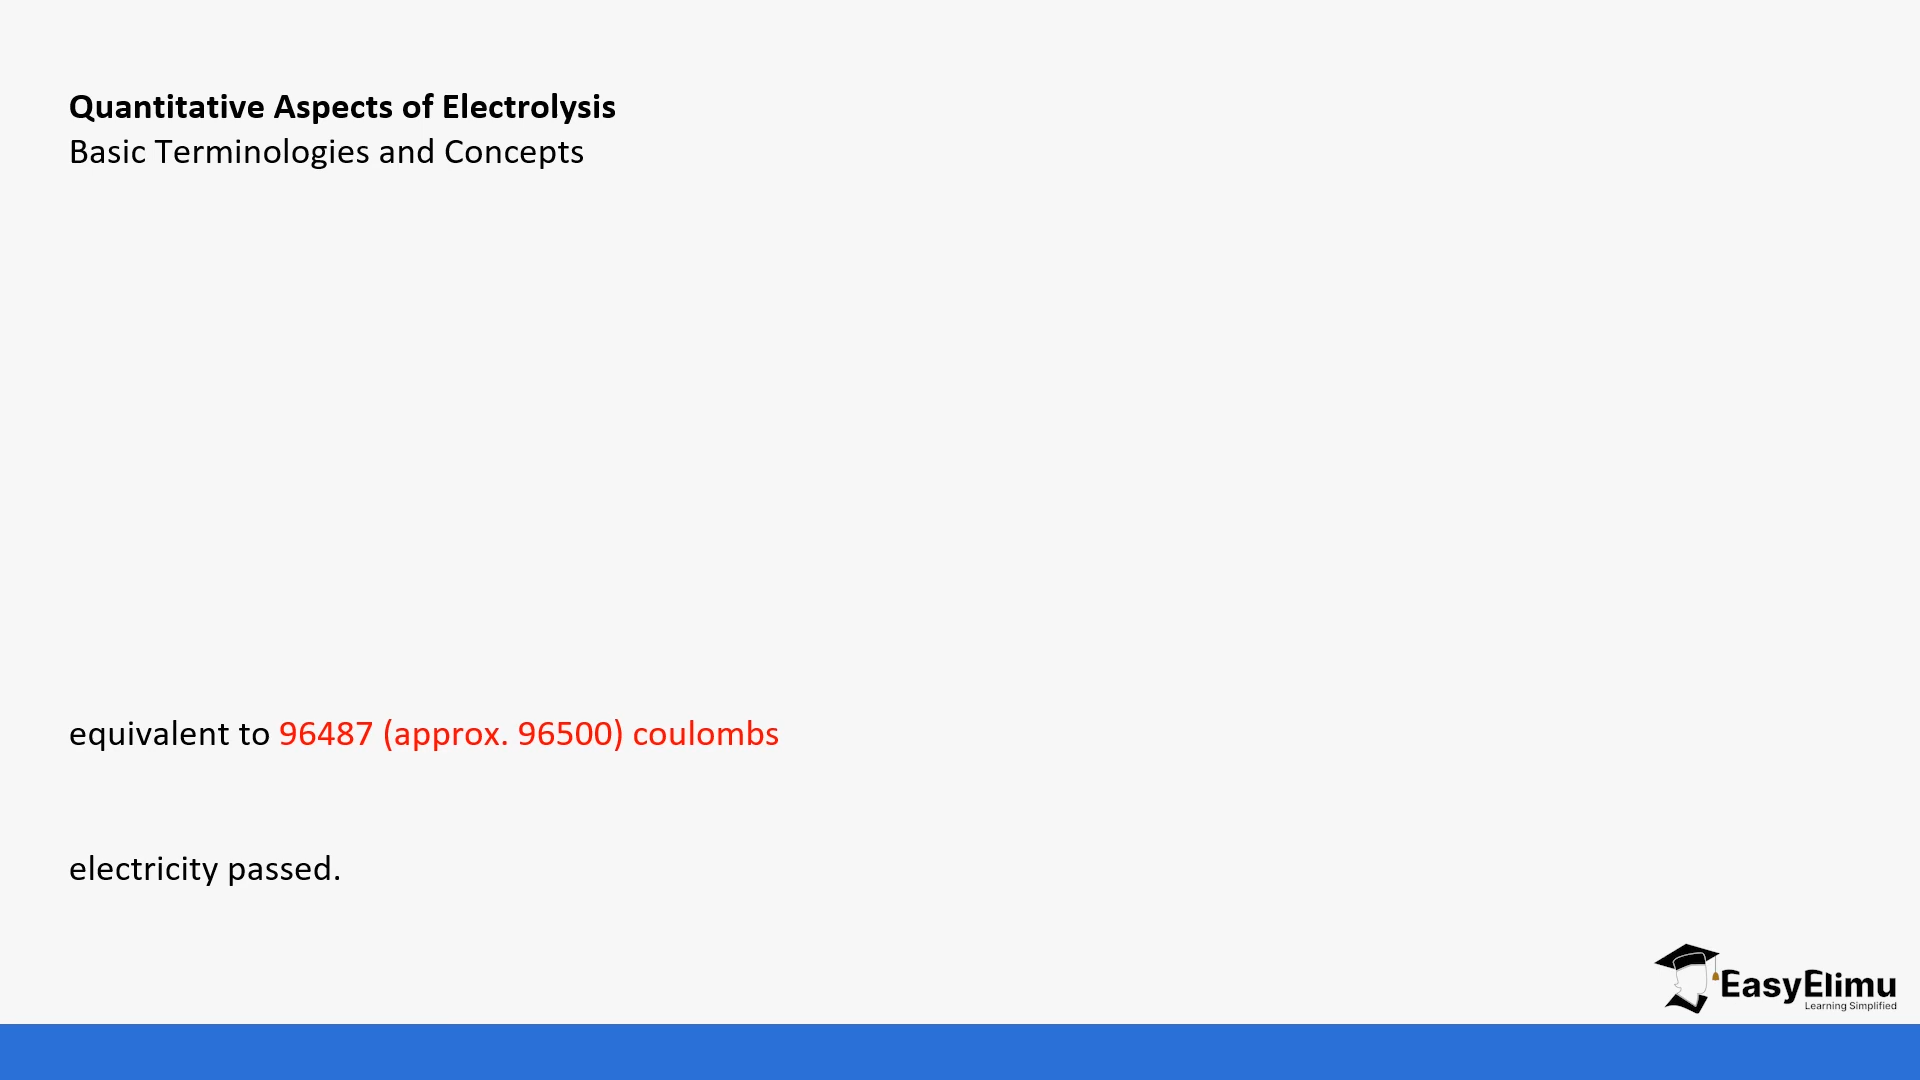 Quantitative Aspects of Electrolysis
Basic Terminologies and Concepts
equivalent to 96487 (approx. 96500) coulombs
electricity passed.
EasyElimu
Learning Simplified